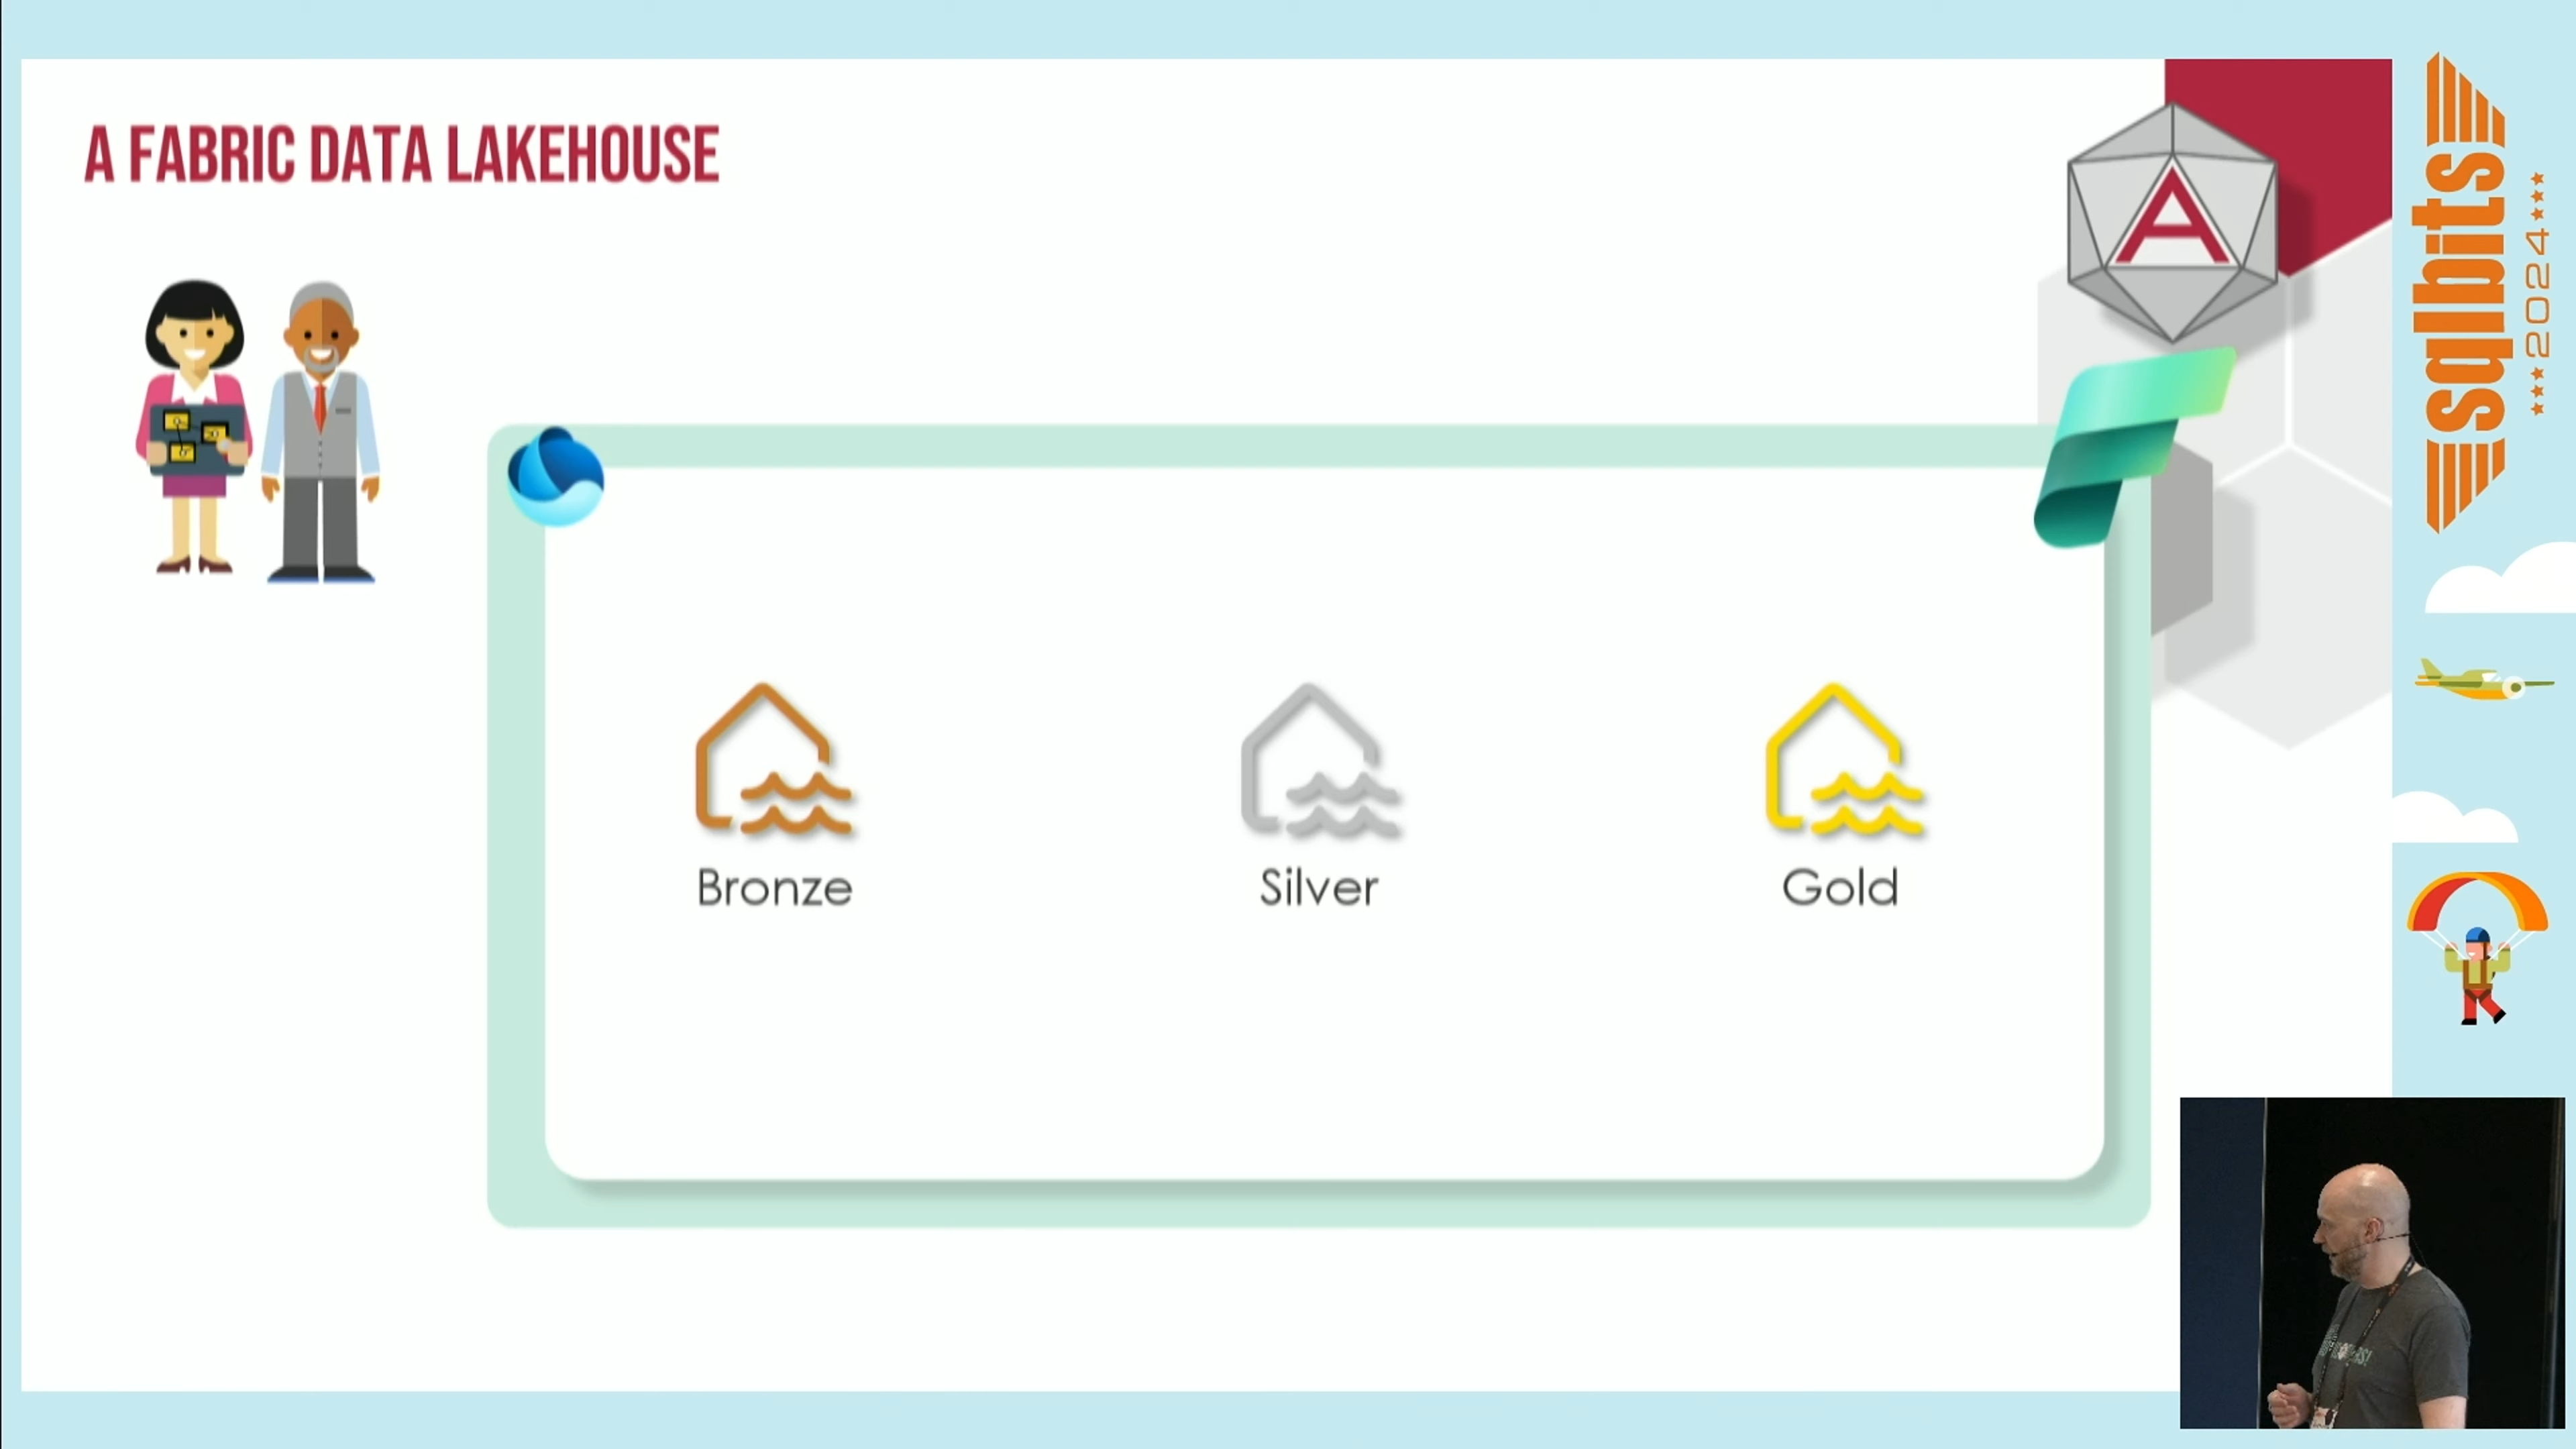 A FABRIC DATA LAKEHOUSE
A
sqlbits
2024
Bronze
Silver
Gold